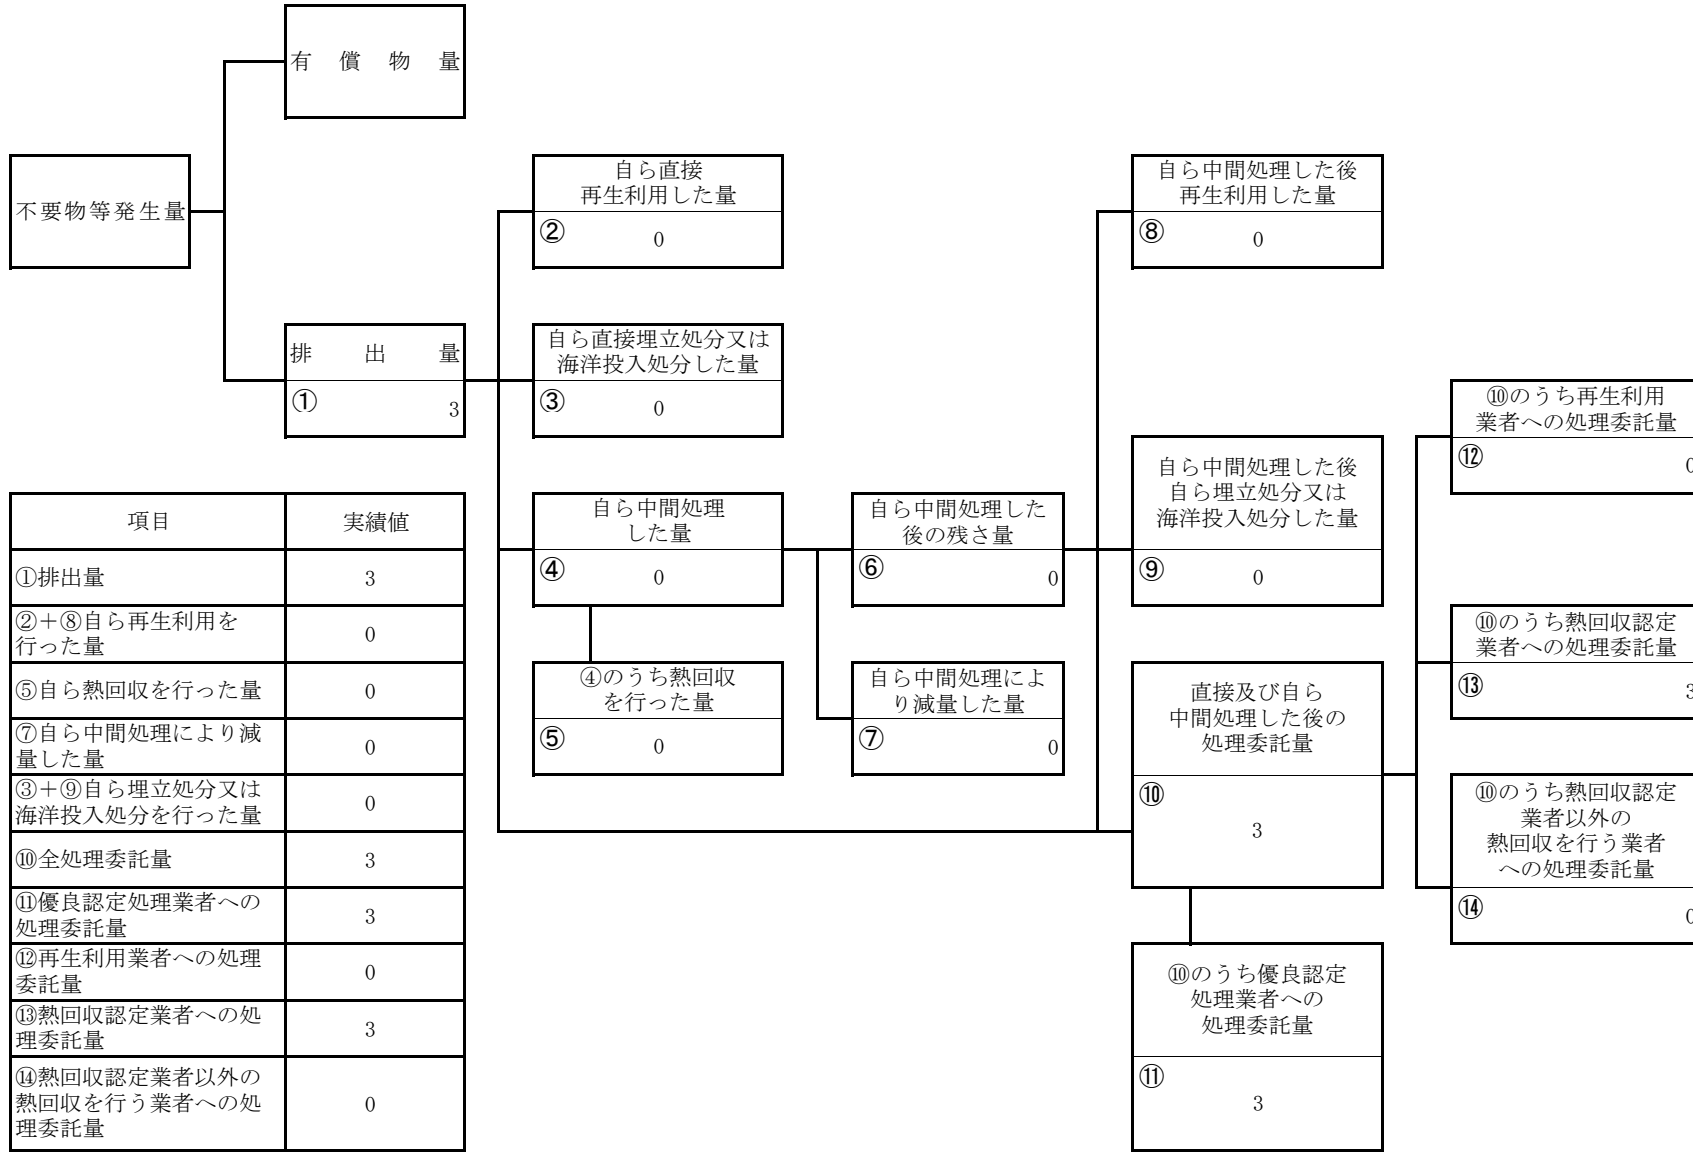 有償物量
不要物等発生量
排出量
① 3
自ら直接
再生利用した量
② 0
自ら直接埋立処分又は
海洋投入処分した量
③ 0
自ら中間処理
した量
④ 0
④のうち熱回収
を行った量
⑤ 0
自ら中間処理した
後の残さ量
⑥ 0
自ら中間処理によ
り減量した量
⑦ 0
自ら中間処理した後
再生利用した量
⑧ 0
自ら中間処理した後
自ら埋立処分又は
海洋投入処分した量
⑨ 0
直接及び自ら
中間処理した後の
処理委託量
⑩
3
⑩のうち優良認定
処理業者への
処理委託量
⑪
3
⑩のうち再生利用
業者への処理委託量
⑫ 0
⑩のうち熱回収認定
業者への処理委託量
⑬ 3
⑩のうち熱回収認定
業者以外の
熱回収を行う業者
への処理委託量
⑭ 0
項目 実績値
①排出量 3
②+⑧自ら再生利用を
行った量 0
⑤自ら熱回収を行った量 0
⑦自ら中間処理により減
量した量 0
③+⑨自ら埋立処分又は
海洋投入処分を行った量 0
⑩全処理委託量 3
⑪優良認定処理業者への
処理委託量 3
⑫再生利用業者への処理
委託量 0
⑬熱回収認定業者への処
理委託量 3
⑭熱回収認定業者以外の
熱回収を行う業者への処
理委託量 0